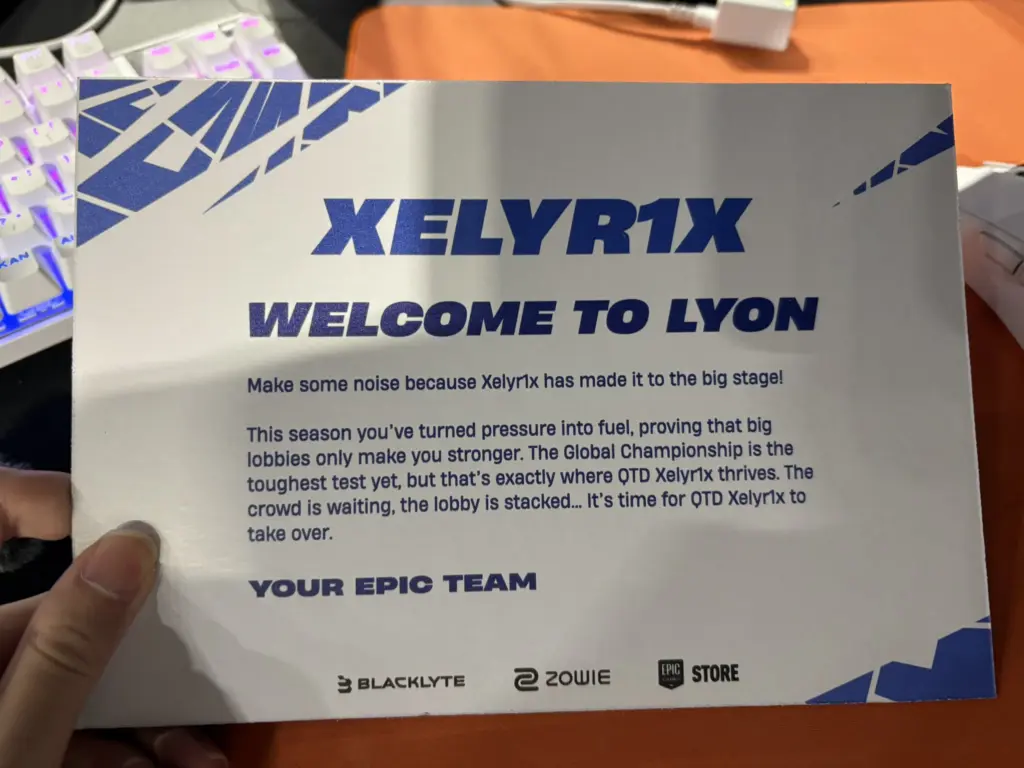 XELYR1X
WELCOME TO LYON
Make some noise because Xelyr1x has made it to the big stage!
This season you've turned pressure into fuel, proving that big
lobbies only make you stronger. The Global Championship is the
toughest test yet, but that's exactly where QTD Xelyr1x thrives. The
crowd is waiting, the lobby is stacked... It's time for QTD Xelyr1x to
take over.
YOUR EPIC TEAM
BLACKLYTE ZOWIE EPIC GAMES STORE